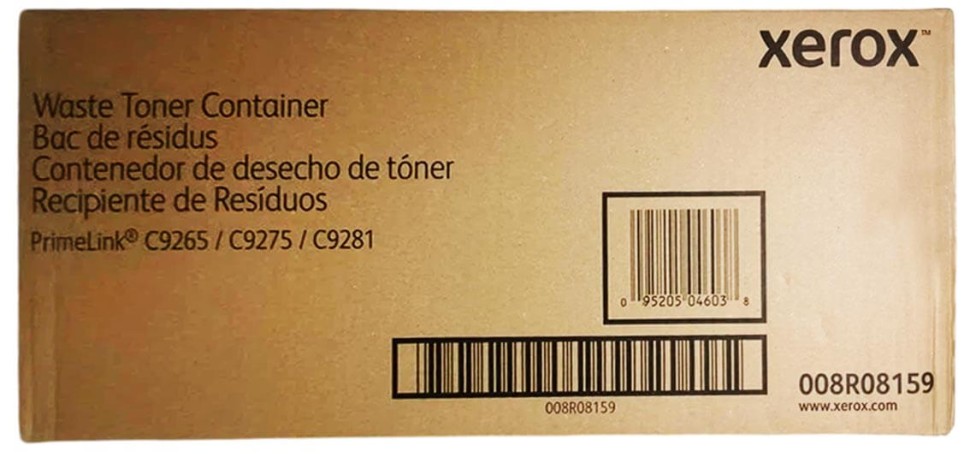 xerox™
Waste Toner Container
Bac de résidus
Contenedor de desecho de tóner
Recipiente de Resíduos
PrimeLink® C9265 / C9275 / C9281
0 95205 04603 8
008R08159
008R08159
www.xerox.com